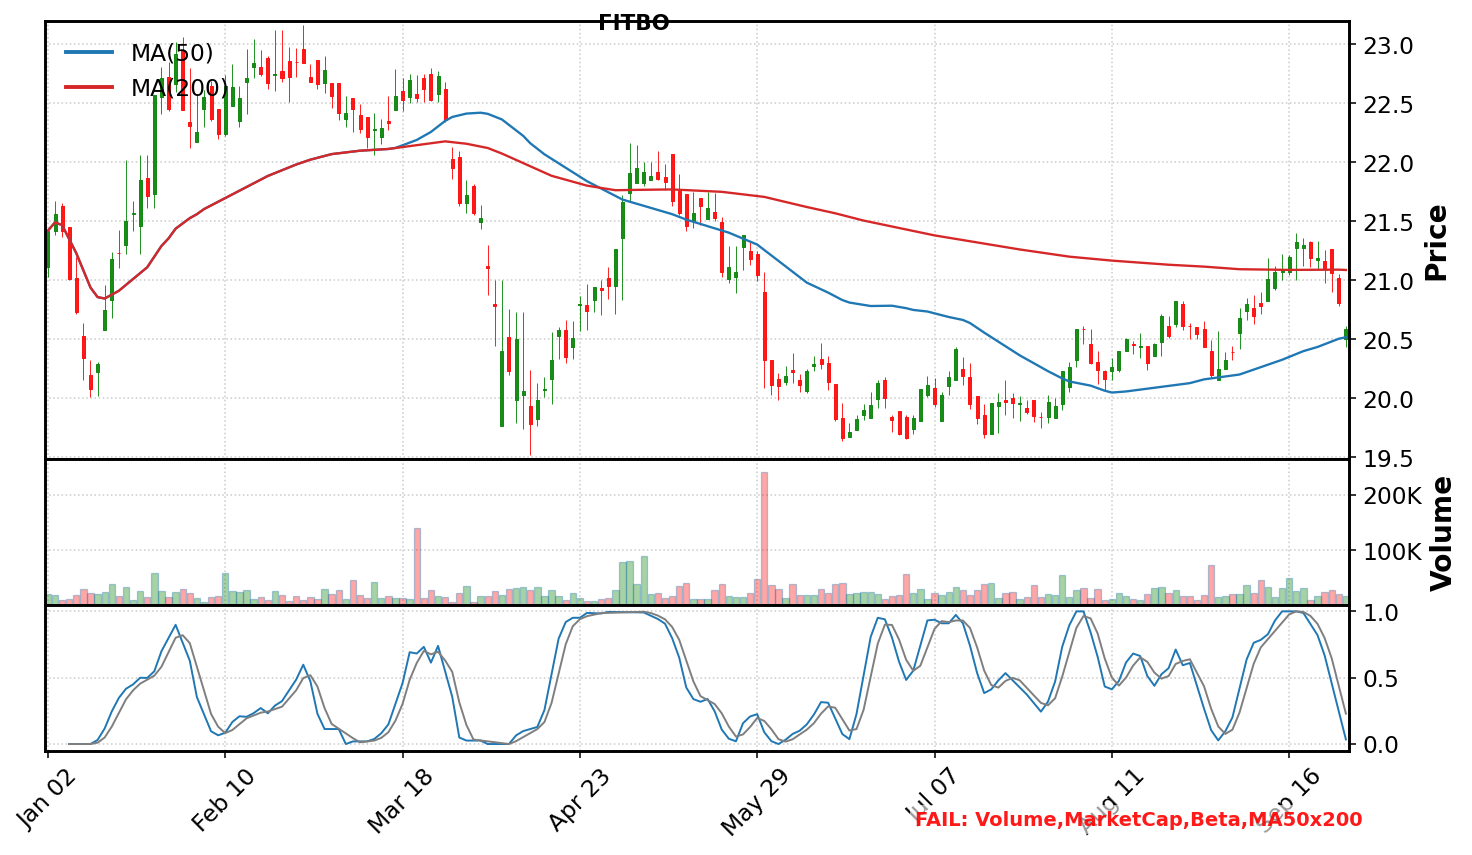 FITBO
MA(50)
MA(200)
23.0
22.5
22.0
21.5
21.0
20.5
20.0
19.5
Price
200K
100K
Volume
1.0
0.5
0.0
Jan 02
Feb 10
Mar 18
Apr 23
May 29
Jul 07
Aug 11
Sep 16
FAIL: Volume,MarketCap,Beta,MA50x200